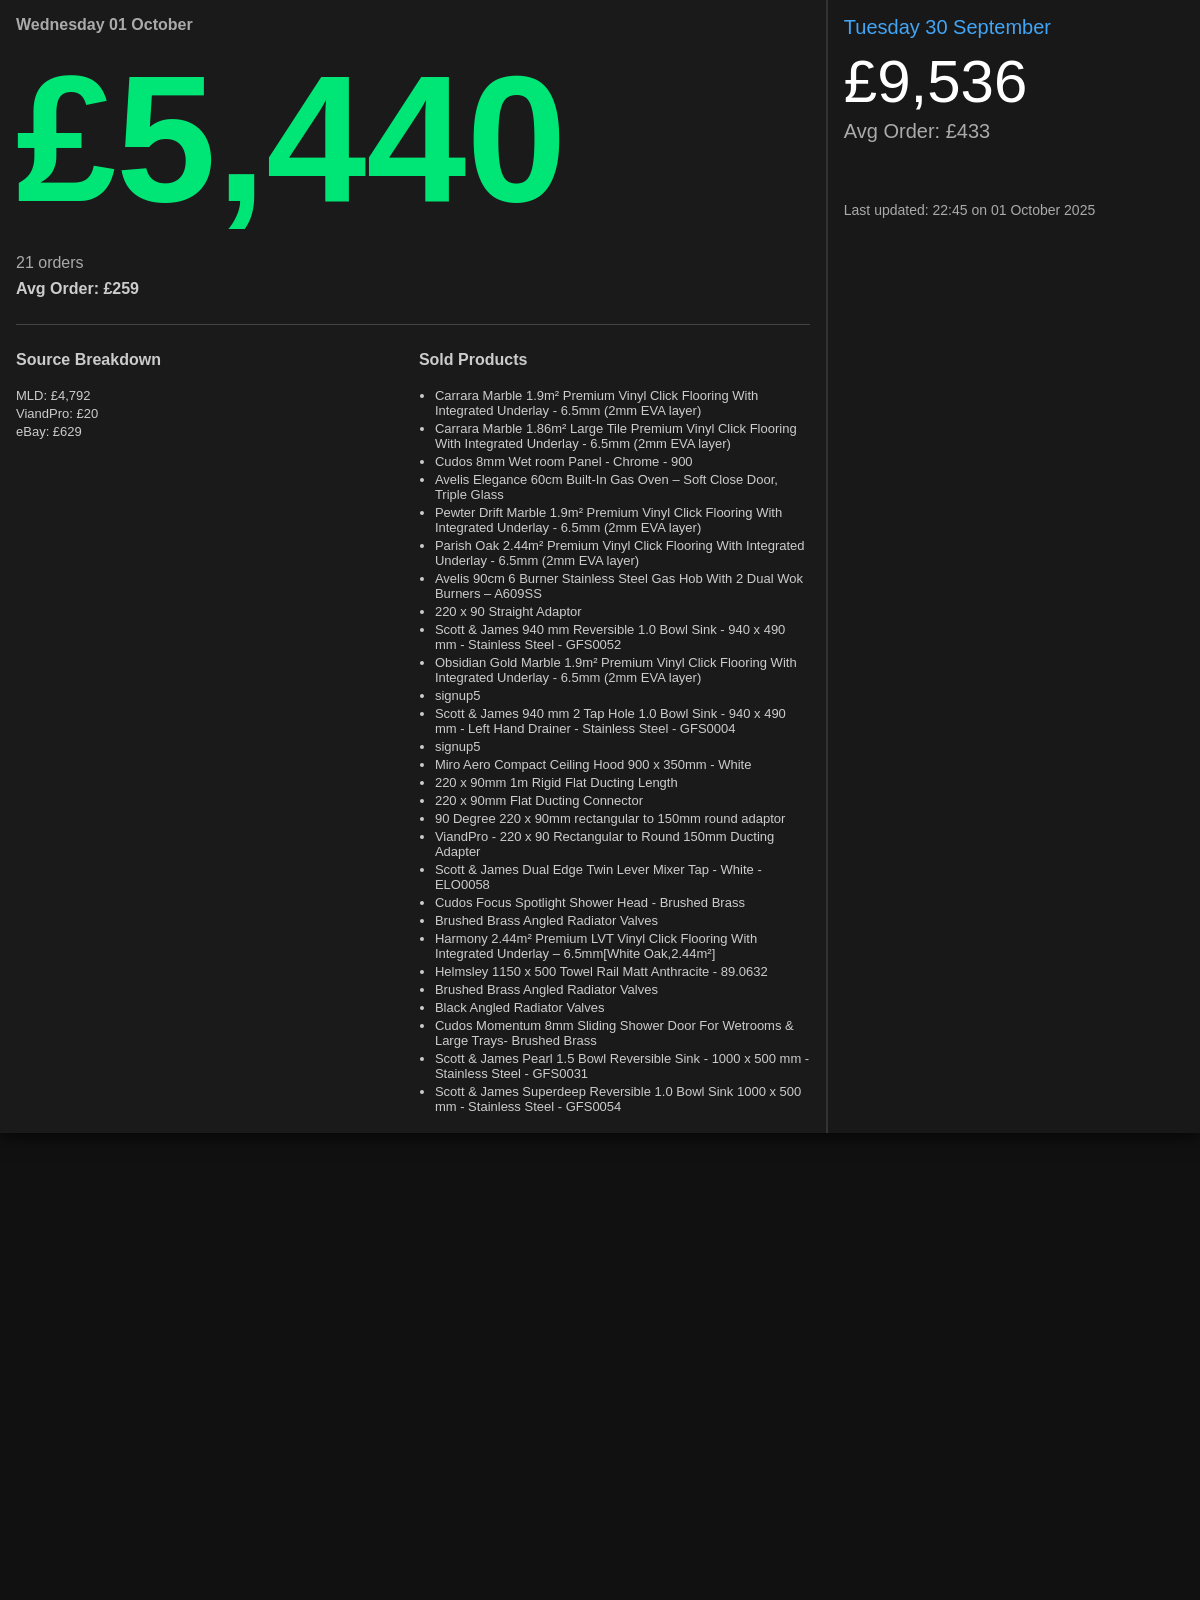 Wednesday 01 October
£5,440
21 orders
Avg Order: £259
Source Breakdown
MLD: £4,792
ViandPro: £20
eBay: £629
Sold Products
• Carrara Marble 1.9m² Premium Vinyl Click Flooring With
Integrated Underlay - 6.5mm (2mm EVA layer)
• Carrara Marble 1.86m² Large Tile Premium Vinyl Click Flooring
With Integrated Underlay - 6.5mm (2mm EVA layer)
• Cudos 8mm Wet room Panel - Chrome - 900
• Avelis Elegance 60cm Built-In Gas Oven – Soft Close Door,
Triple Glass
• Pewter Drift Marble 1.9m² Premium Vinyl Click Flooring With
Integrated Underlay - 6.5mm (2mm EVA layer)
• Parish Oak 2.44m² Premium Vinyl Click Flooring With Integrated
Underlay - 6.5mm (2mm EVA layer)
• Avelis 90cm 6 Burner Stainless Steel Gas Hob With 2 Dual Wok
Burners – A609SS
• 220 x 90 Straight Adaptor
• Scott & James 940 mm Reversible 1.0 Bowl Sink - 940 x 490
mm - Stainless Steel - GFS0052
• Obsidian Gold Marble 1.9m² Premium Vinyl Click Flooring With
Integrated Underlay - 6.5mm (2mm EVA layer)
• signup5
• Scott & James 940 mm 2 Tap Hole 1.0 Bowl Sink - 940 x 490
mm - Left Hand Drainer - Stainless Steel - GFS0004
• signup5
• Miro Aero Compact Ceiling Hood 900 x 350mm - White
• 220 x 90mm 1m Rigid Flat Ducting Length
• 220 x 90mm Flat Ducting Connector
• 90 Degree 220 x 90mm rectangular to 150mm round adaptor
• ViandPro - 220 x 90 Rectangular to Round 150mm Ducting
Adapter
• Scott & James Dual Edge Twin Lever Mixer Tap - White -
ELO0058
• Cudos Focus Spotlight Shower Head - Brushed Brass
• Brushed Brass Angled Radiator Valves
• Harmony 2.44m² Premium LVT Vinyl Click Flooring With
Integrated Underlay – 6.5mm[White Oak,2.44m²]
• Helmsley 1150 x 500 Towel Rail Matt Anthracite - 89.0632
• Brushed Brass Angled Radiator Valves
• Black Angled Radiator Valves
• Cudos Momentum 8mm Sliding Shower Door For Wetrooms &
Large Trays- Brushed Brass
• Scott & James Pearl 1.5 Bowl Reversible Sink - 1000 x 500 mm -
Stainless Steel - GFS0031
• Scott & James Superdeep Reversible 1.0 Bowl Sink 1000 x 500
mm - Stainless Steel - GFS0054
Tuesday 30 September
£9,536
Avg Order: £433
Last updated: 22:45 on 01 October 2025